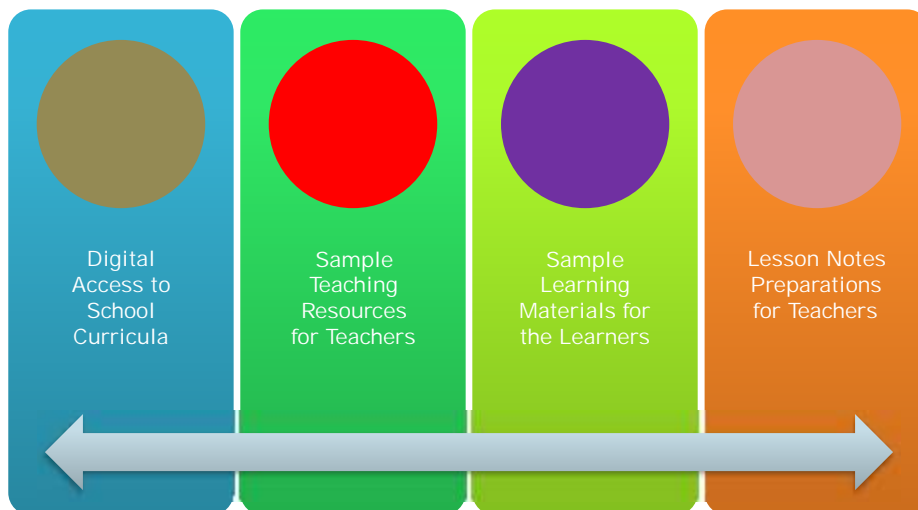 Digital
Access to
School
Curricula
Sample
Teaching
Resources
for Teachers
Sample
Learning
Materials for
the Learners
Lesson Notes
Preparations
for Teachers